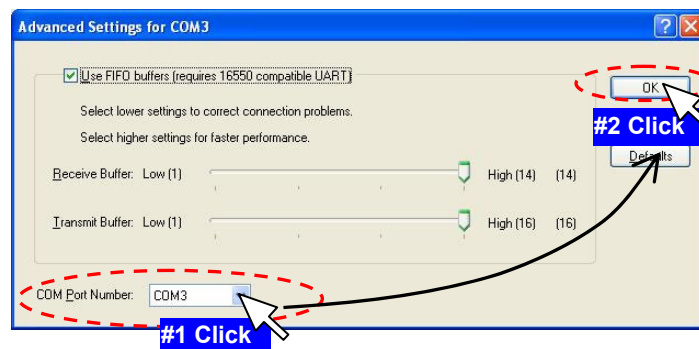 Advanced Settings for COM3
Use FIFO buffers (requires 16550 compatible UART)
OK
Select lower settings to correct connection problems.
#2 Click
Select higher settings for faster performance.
Defaults
Receive Buffer: Low (1) High (14) (14)
Transmit Buffer: Low (1) High (16) (16)
COM Port Number: COM3
#1 Click